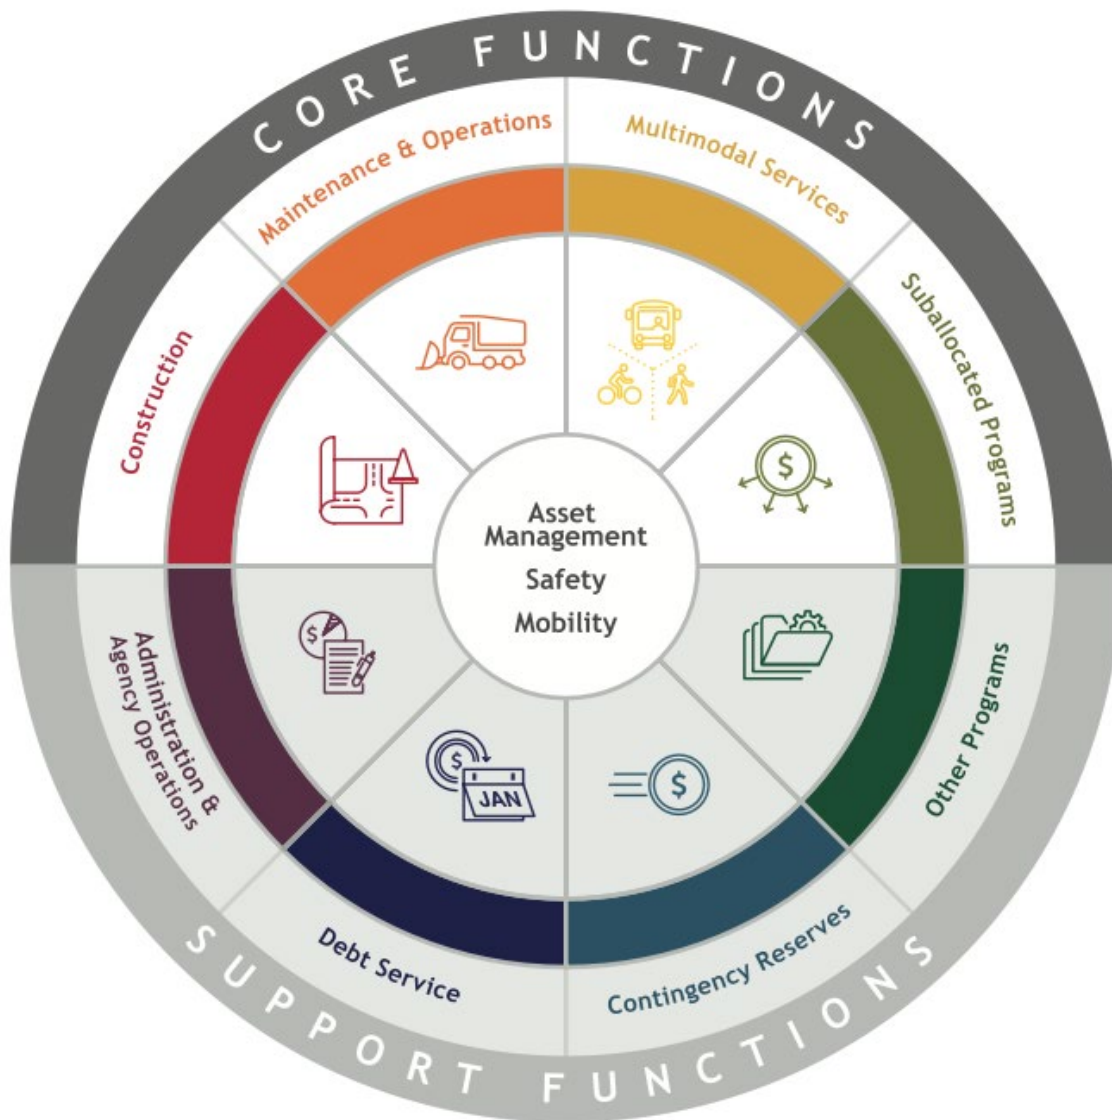 CORE FUNCTIONS
Maintenance & Operations
Multimodal Services
Construction
Suballocated Programs
$
Asset
Management
Safety
Mobility
Administration &
Agency Operations
$
Other Programs
$
JAN
$
Debt Service
Contingency Reserves
SUPPORT FUNCTIONS